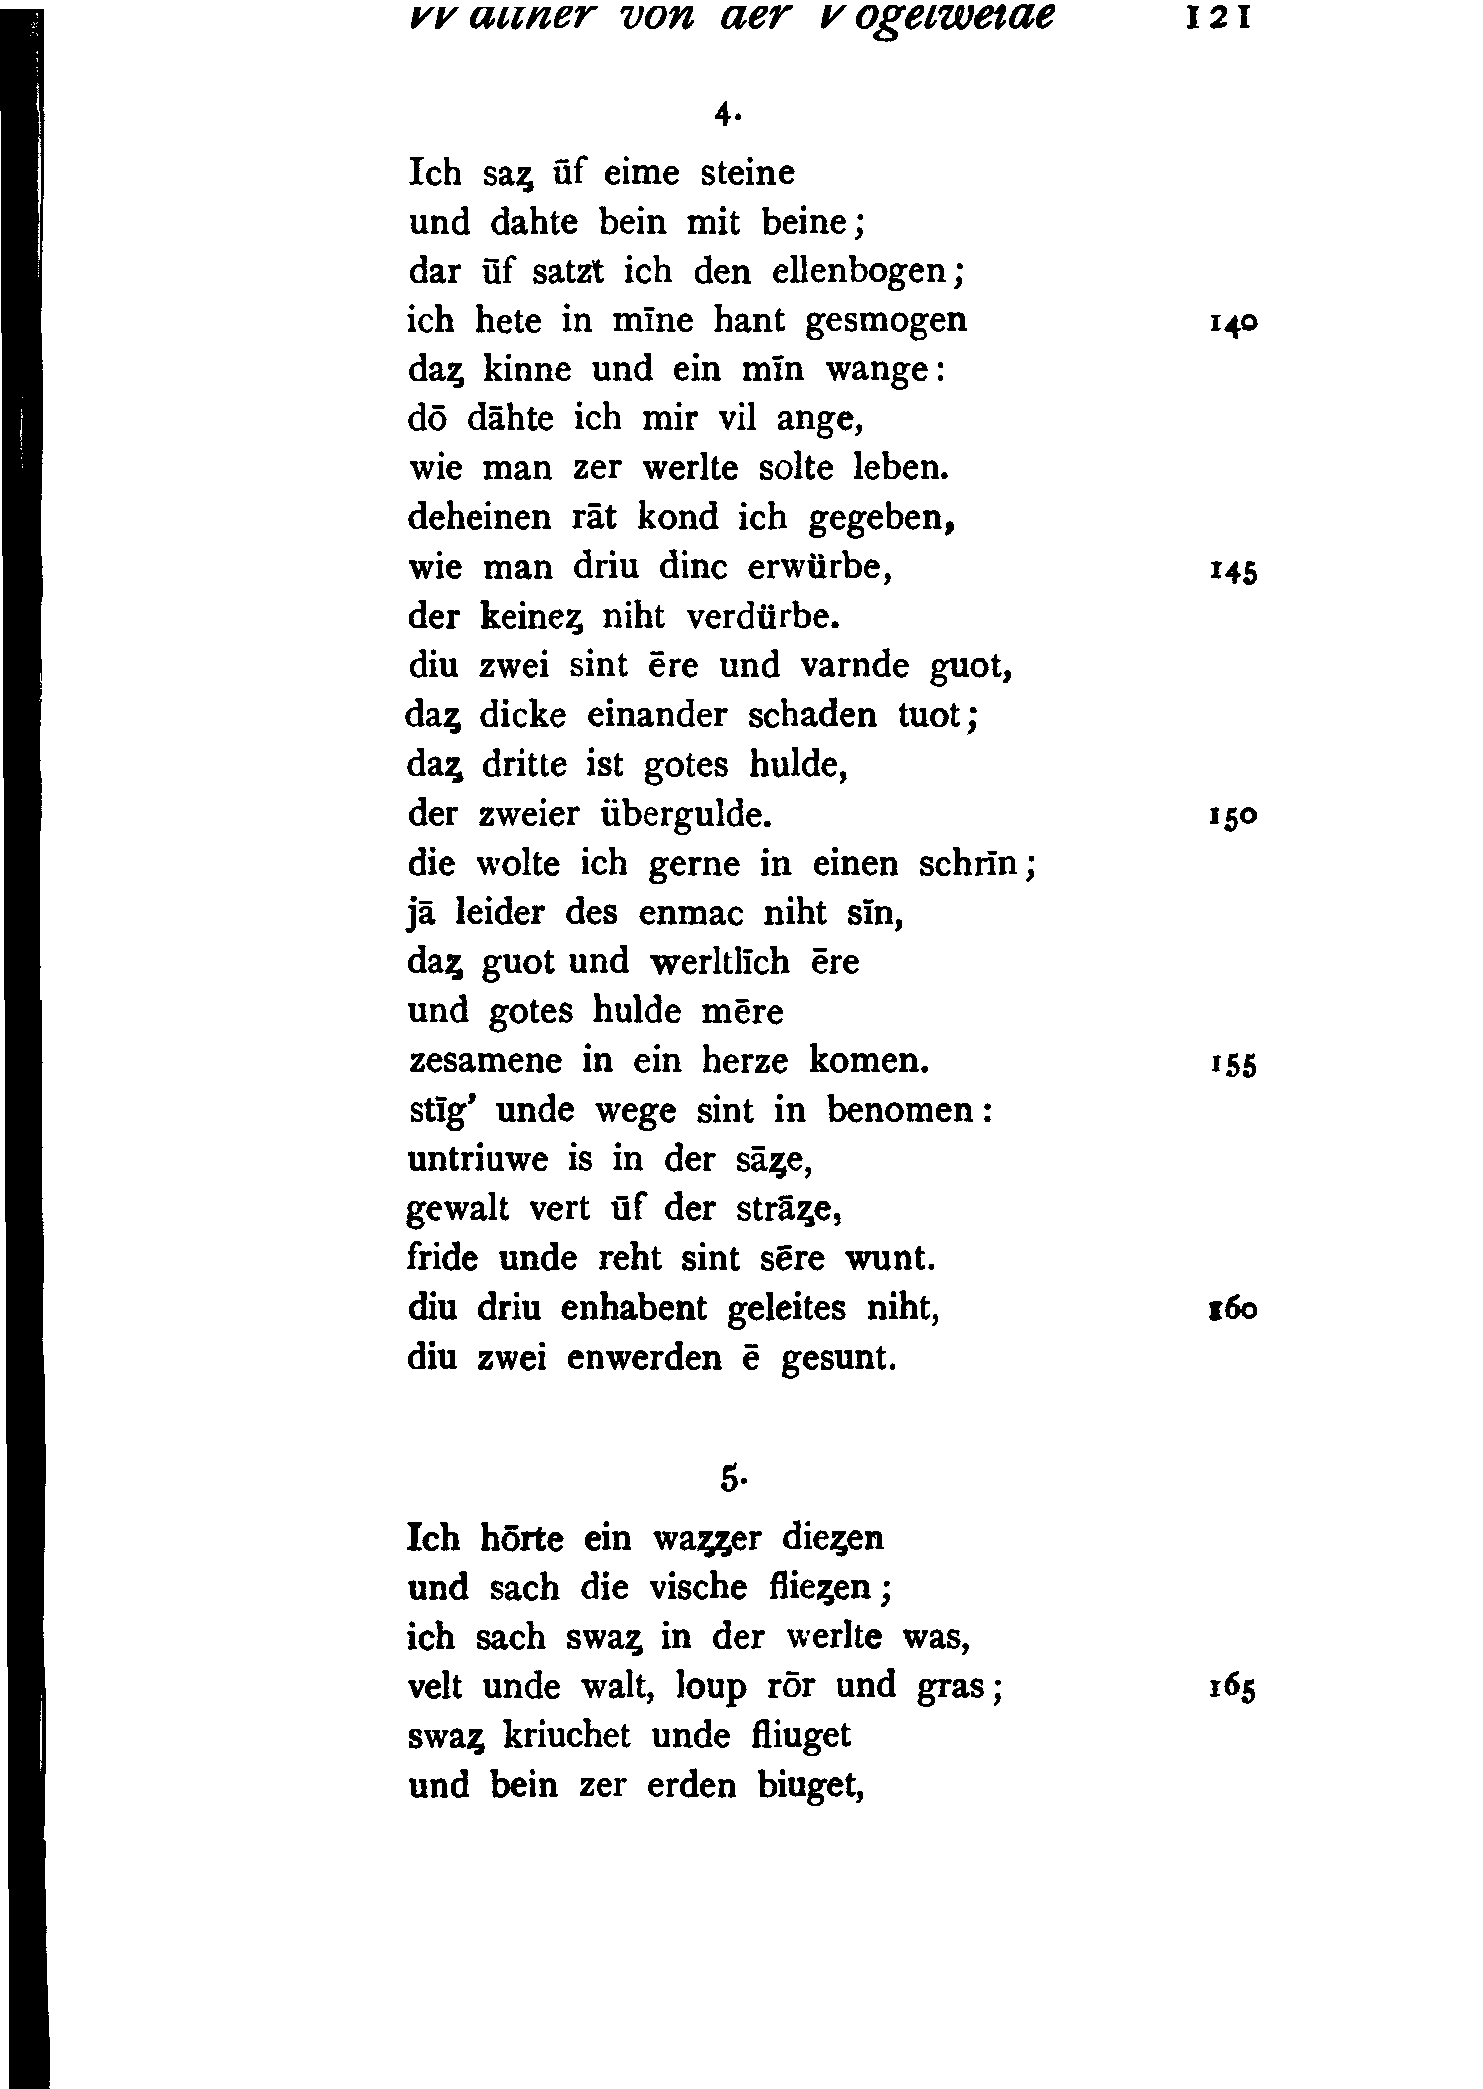 Walther von der Vogelweide 121
4.
Ich saȥ ūf eime steine
und dahte bein mit beine;
dar ūf satzt ich den ellenbogen;
ich hete in mīne hant gesmogen 140
daȥ kinne und ein mīn wange:
dō dāhte ich mir vil ange,
wie man zer werlte solte leben.
deheinen rāt kond ich gegeben,
wie man driu dinc erwürbe, 145
der keineȥ niht verdürbe.
diu zwei sint ēre und varnde guot,
daȥ dicke einander schaden tuot;
daȥ dritte ist gotes hulde,
der zweier übergulde. 150
die wolte ich gerne in einen schrīn;
jā leider des enmac niht sīn,
daȥ guot und werltlīch ēre
und gotes hulde mēre
zesamene in ein herze komen. 155
stīg' unde wege sint in benomen:
untriuwe is in der sāȥe,
gewalt vert ūf der strāȥe,
fride unde reht sint sēre wunt.
diu driu enhabent geleites niht, 160
diu zwei enwerden ē gesunt.
5.
Ich hōrte ein waȥȥer dieȥen
und sach die vische flieȥen;
ich sach swaȥ in der werlte was,
velt unde walt, loup rōr und gras; 165
swaȥ kriuchet unde fliuget
und bein zer erden biuget,